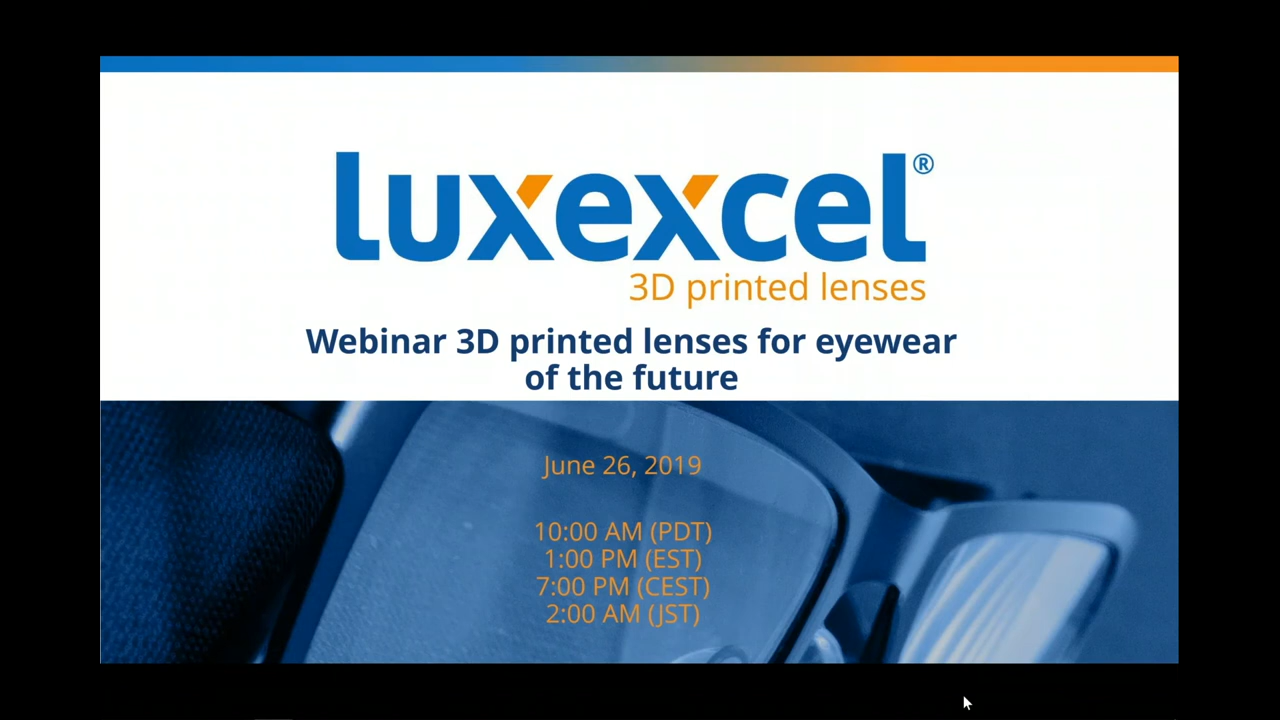 luxexcel®
3D printed lenses
Webinar 3D printed lenses for eyewear
of the future
June 26, 2019
10:00 AM (PDT)
1:00 PM (EST)
7:00 PM (CEST)
2:00 AM (JST)